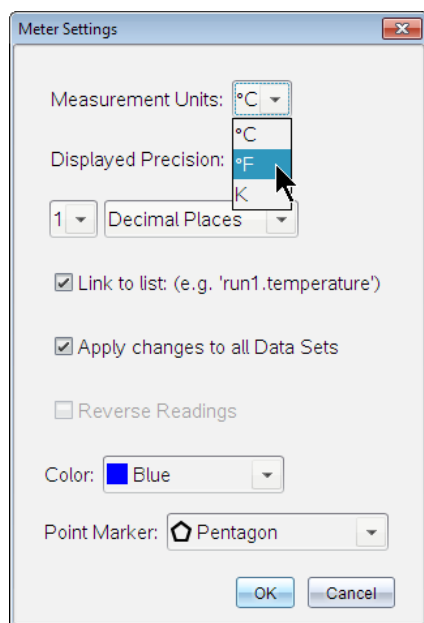 Meter Settings
Measurement Units: °C
°C
°F
K
Displayed Precision:
1 Decimal Places
Link to list: (e.g. 'run1.temperature')
Apply changes to all Data Sets
Reverse Readings
Color: Blue
Point Marker: Pentagon
OK Cancel